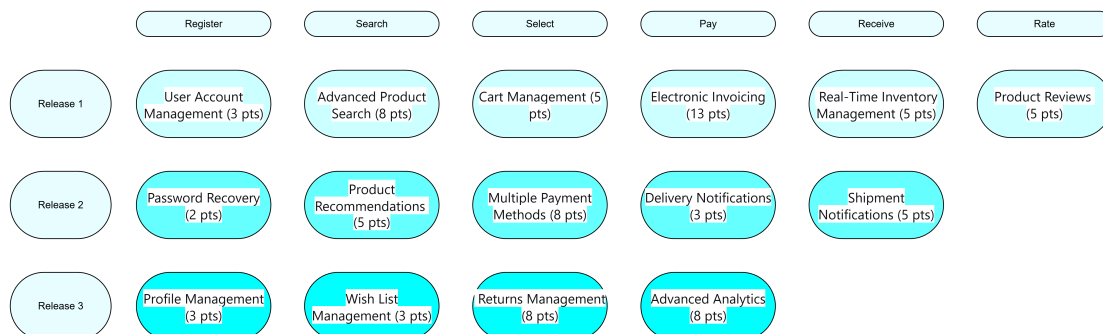 Register
Search
Select
Pay
Receive
Rate
Release 1
User Account
Management (3 pts)
Advanced Product
Search (8 pts)
Cart Management (5
pts)
Electronic Invoicing
(13 pts)
Real-Time Inventory
Management (5 pts)
Product Reviews
(5 pts)
Release 2
Password Recovery
(2 pts)
Product
Recommendations
(5 pts)
Multiple Payment
Methods (8 pts)
Delivery Notifications
(3 pts)
Shipment
Notifications (5 pts)
Release 3
Profile Management
(3 pts)
Wish List
Management (3 pts)
Returns Management
(8 pts)
Advanced Analytics
(8 pts)